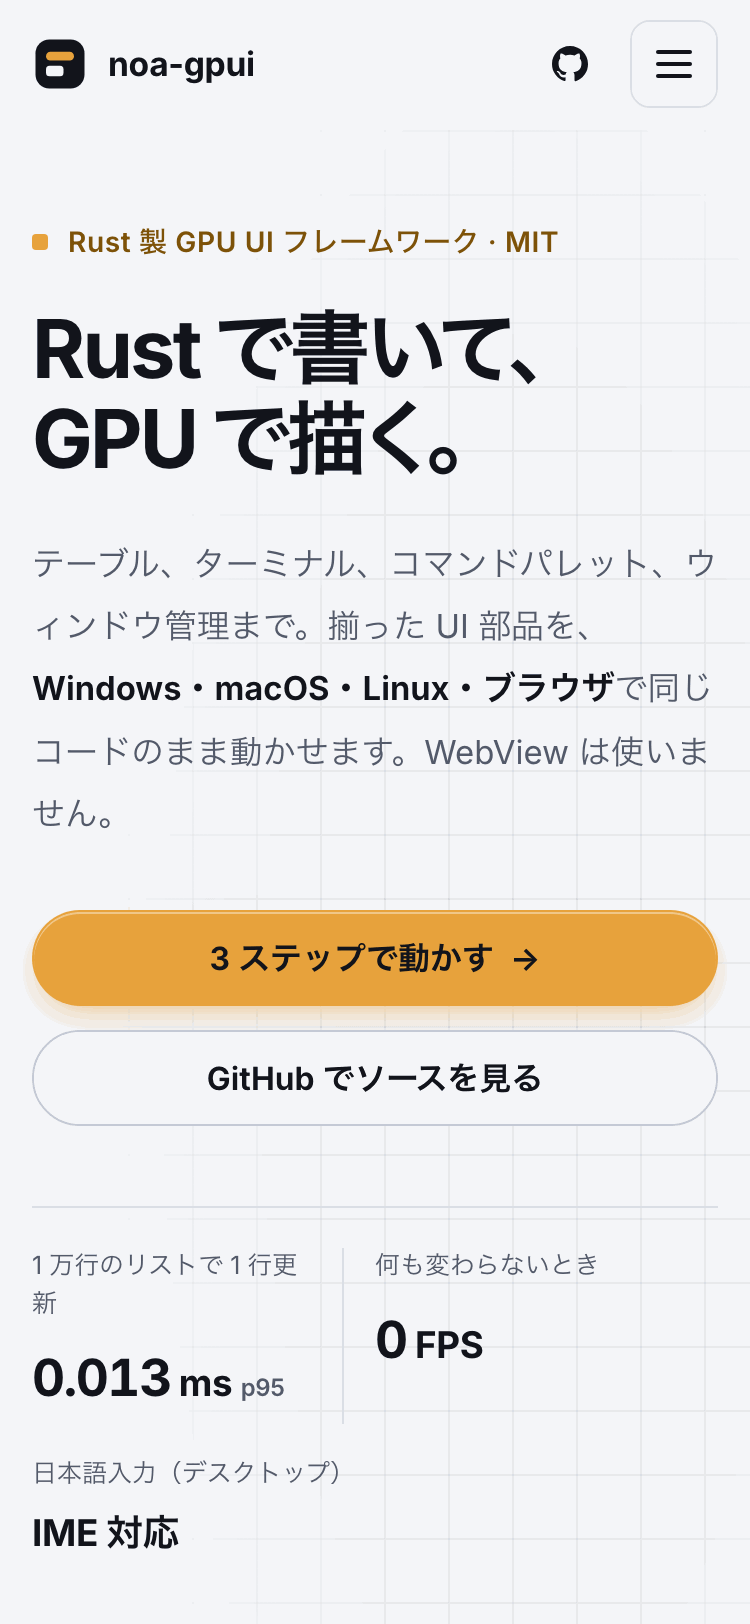 noa-gpui
Rust 製 GPU UI フレームワーク · MIT
Rust で書いて、
GPU で描く。
テーブル、ターミナル、コマンドパレット、ウ
ィンドウ管理まで。揃った UI 部品を、
Windows・macOS・Linux・ブラウザで同じ
コードのまま動かせます。WebView は使いま
せん。
3 ステップで動かす →
GitHub でソースを見る
1 万行のリストで 1 行更
新
0.013 ms p95
何も変わらないとき
0 FPS
日本語入力（デスクトップ）
IME 対応